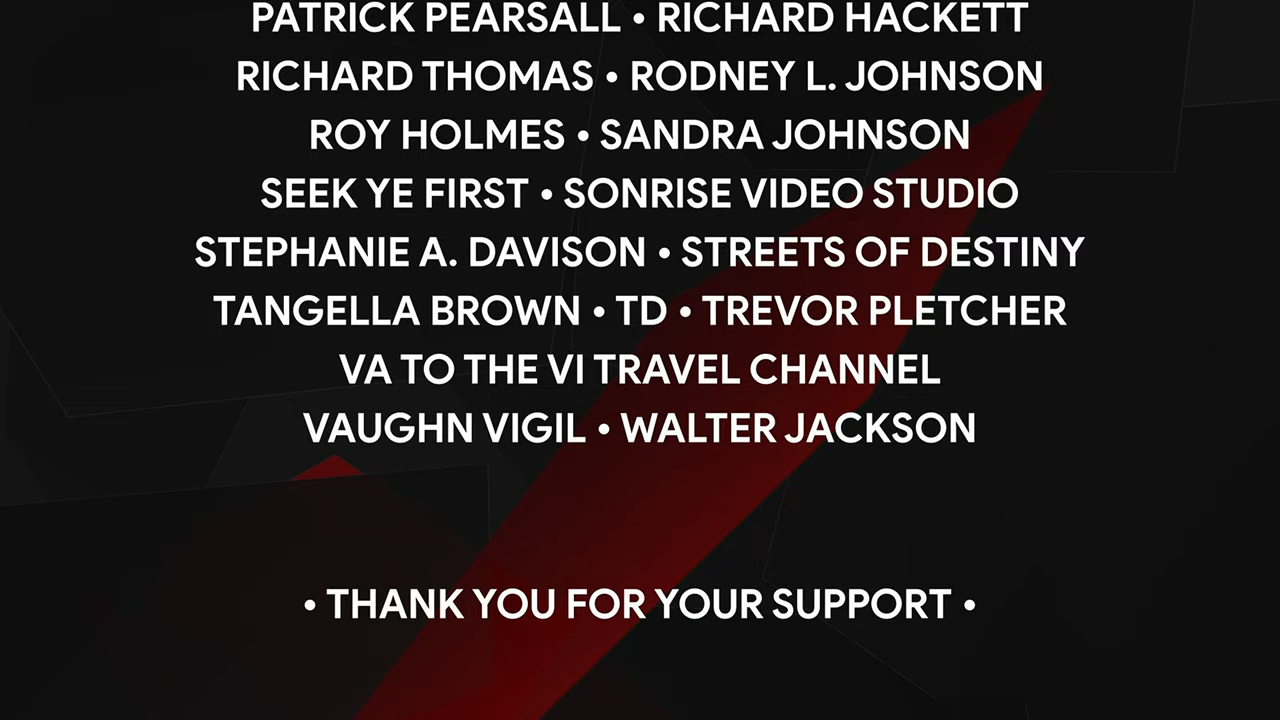 PATRICK PEARSALL • RICHARD HACKETT
RICHARD THOMAS • RODNEY L. JOHNSON
ROY HOLMES • SANDRA JOHNSON
SEEK YE FIRST • SONRISE VIDEO STUDIO
STEPHANIE A. DAVISON • STREETS OF DESTINY
TANGELLA BROWN • TD • TREVOR PLETCHER
VA TO THE VI TRAVEL CHANNEL
VAUGHN VIGIL • WALTER JACKSON
• THANK YOU FOR YOUR SUPPORT •